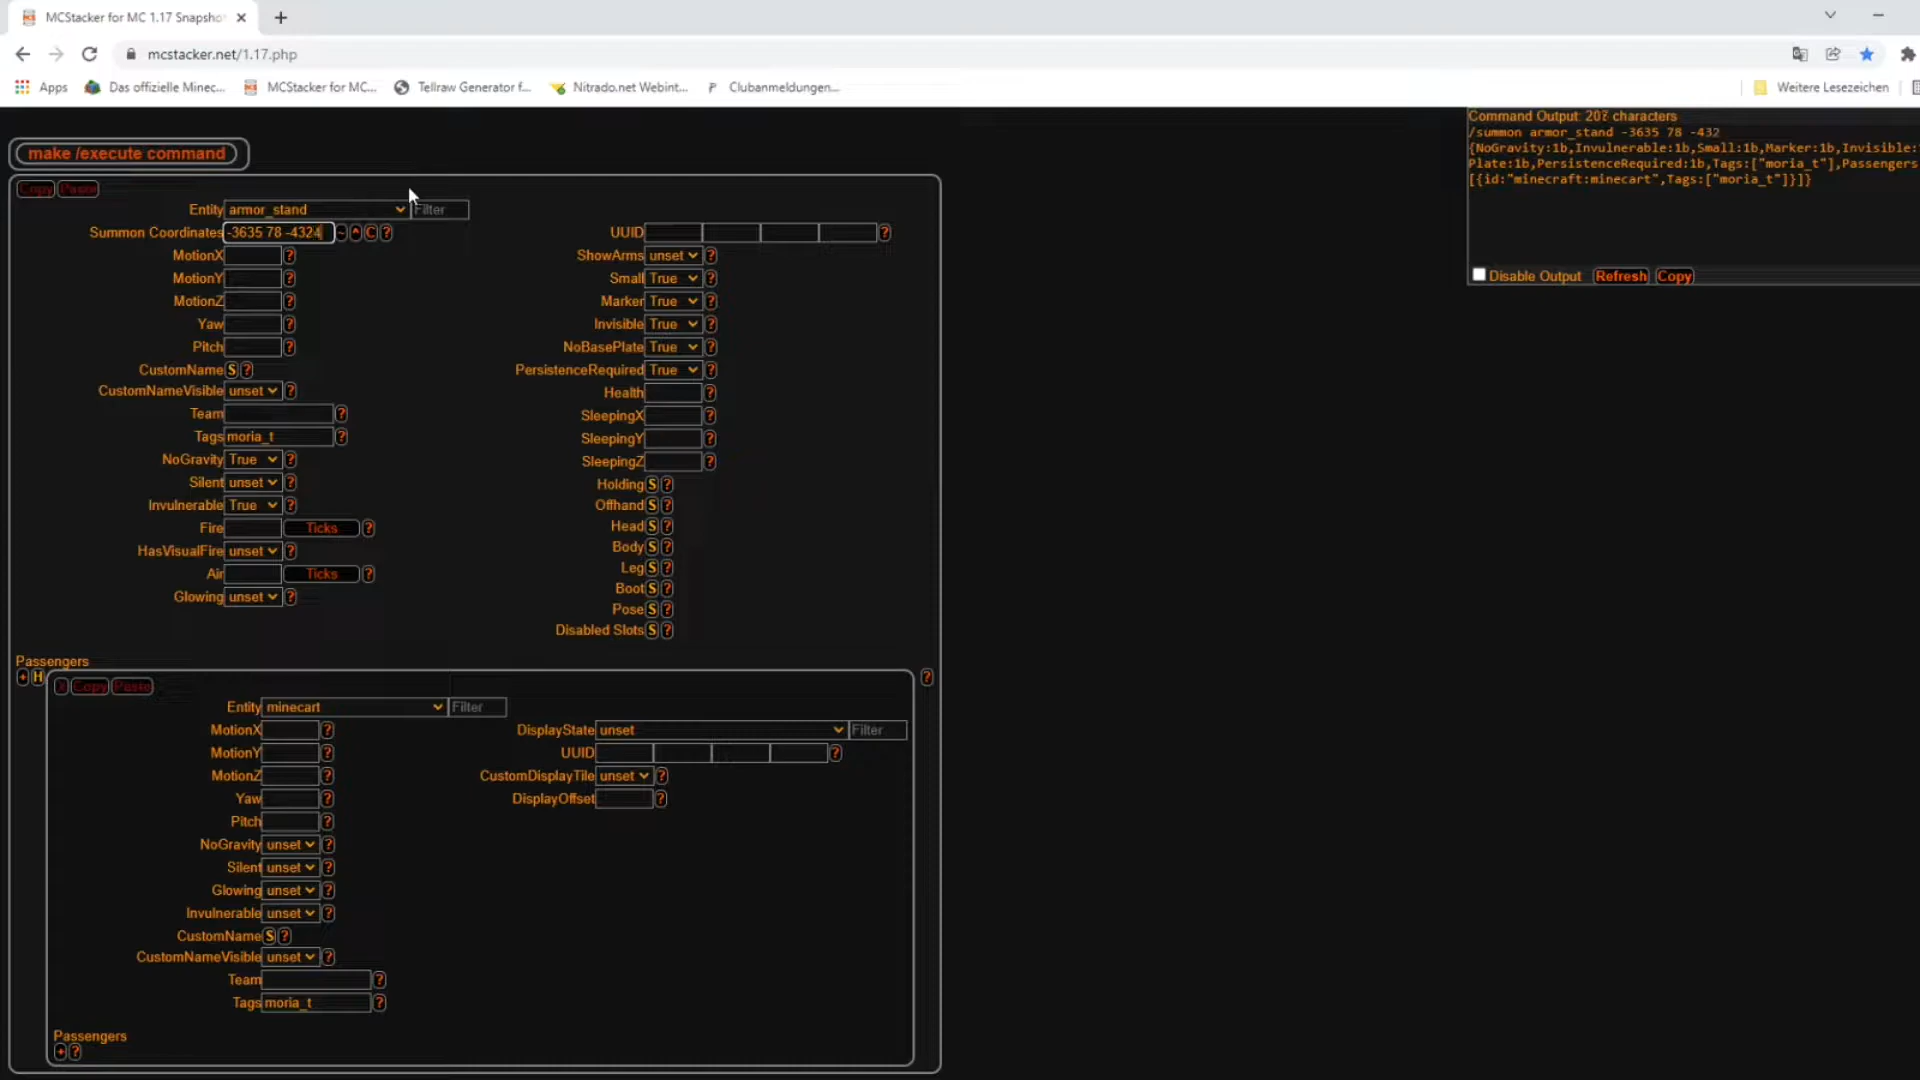 MCStacker for MC 1.17 Snapshot
mcstacker.net/1.17.php
Apps Das offizielle Minec... MCStacker for MC... Tellraw Generator f... Nitrado.net Webint... Clubanmeldungen... Weitere Lesezeichen
make /execute command
Copy Paste
Entity armor_stand Filter
Summon Coordinates -3635 78 -4324 ~ ^ C ?
MotionX ?
MotionY ?
MotionZ ?
Yaw ?
Pitch ?
CustomName S ?
CustomNameVisible unset ?
Team ?
Tags moria_t ?
NoGravity True ?
Silent unset ?
Invulnerable True ?
Fire Ticks ?
HasVisualFire unset ?
Air Ticks ?
Glowing unset ?
UUID ?
ShowArms unset ?
Small True ?
Marker True ?
Invisible True ?
NoBasePlate True ?
PersistenceRequired True ?
Health ?
SleepingX ?
SleepingY ?
SleepingZ ?
Holding S ?
Offhand S ?
Head S ?
Body S ?
Leg S ?
Boot S ?
Pose S ?
Disabled Slots S ?
Passengers
+ H ?
X Copy Paste
Entity minecart Filter
MotionX ?
MotionY ?
MotionZ ?
Yaw ?
Pitch ?
NoGravity unset ?
Silent unset ?
Glowing unset ?
Invulnerable unset ?
CustomName S ?
CustomNameVisible unset ?
Team ?
Tags moria_t ?
DisplayState unset Filter
UUID ?
CustomDisplayTile unset ?
DisplayOffset ?
Passengers
+ ?
Command Output: characters
/summon armor_stand -3635 78 -432
{NoGravity:1b,Invulnerable:1b,Small:1b,Marker:1b,Invisible:
Plate:1b,PersistenceRequired:1b,Tags:["moria_t"],Passengers
[{id:"minecraft:minecart",Tags:["moria_t"]}]}
Disable Output Refresh Copy